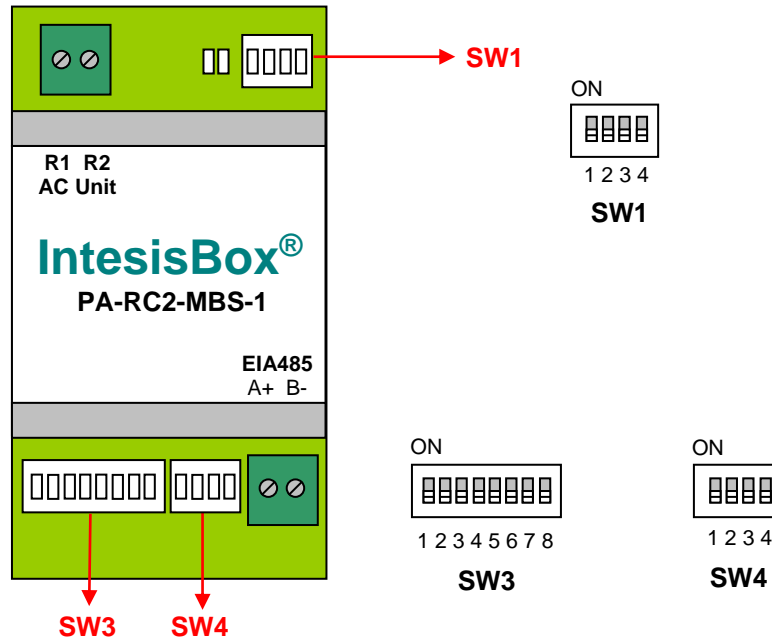 SW1
ON
1 2 3 4
SW1
R1 R2
AC Unit
IntesisBox®
PA-RC2-MBS-1
EIA485
A+ B-
ON
1 2 3 4 5 6 7 8
SW3
ON
1 2 3 4
SW4
SW3 SW4